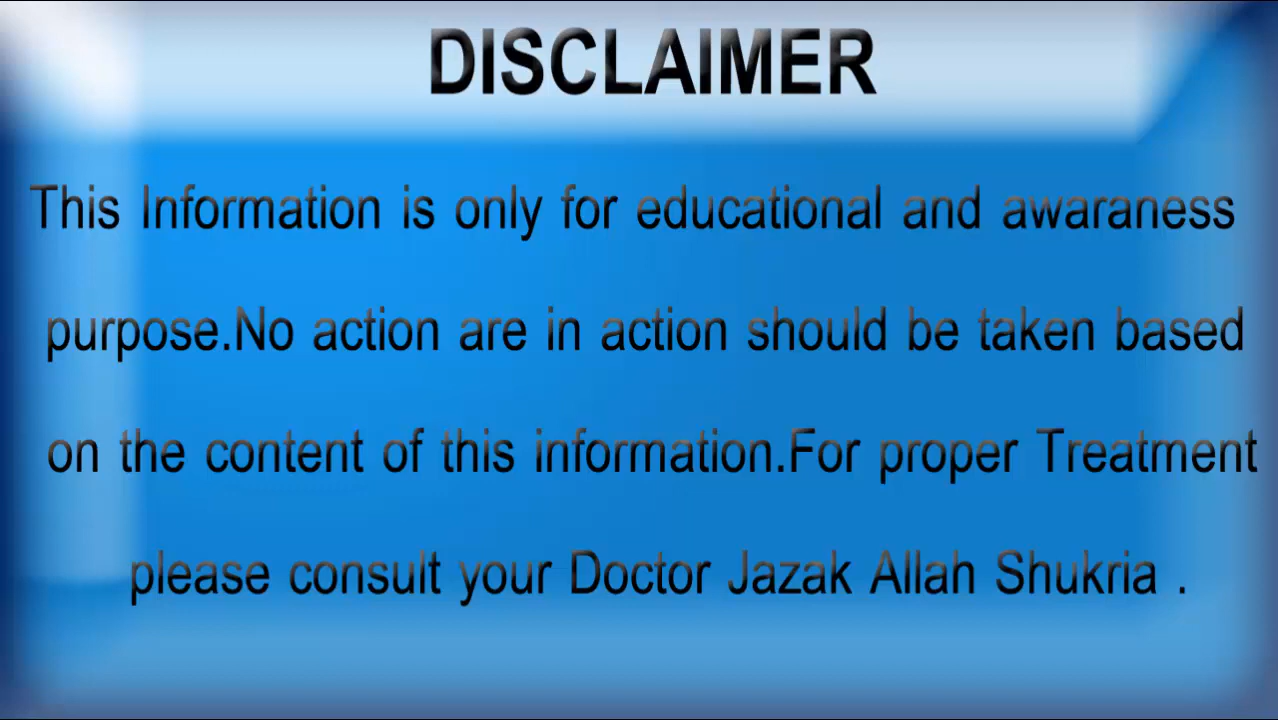 DISCLAIMER
This Information is only for educational and awaraness
purpose.No action are in action should be taken based
on the content of this information.For proper Treatment
please consult your Doctor Jazak Allah Shukria .